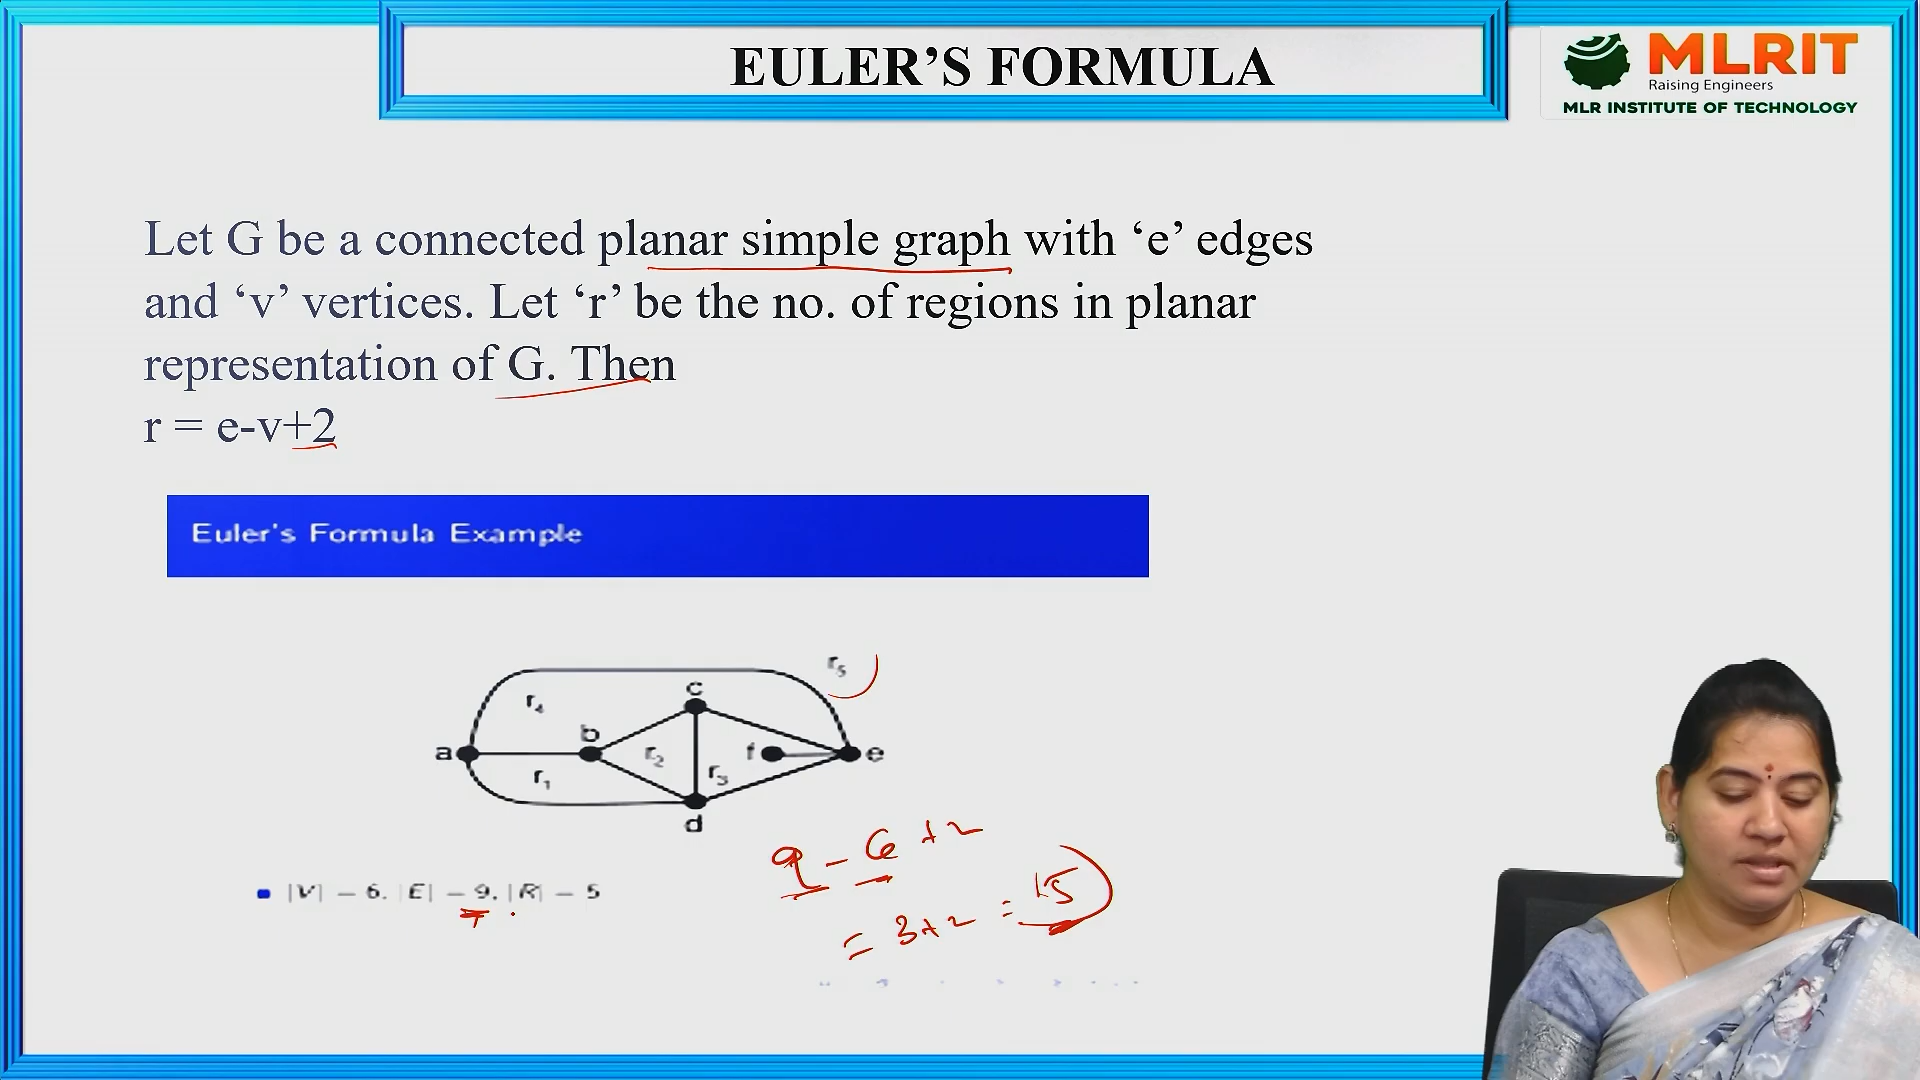 EULER’S FORMULA
MLRIT
Raising Engineers
MLR INSTITUTE OF TECHNOLOGY
Let G be a connected planar simple graph with ‘e’ edges
and ‘v’ vertices. Let ‘r’ be the no. of regions in planar
representation of G. Then
r = e-v+2
Euler's Formula Example
r₅
c
r₄
b
a
r₂
f
e
r₁
r₃
d
9 - 6 + 2
|V| = 6, |E| = 9, |R| = 5
= 3+2 = 5